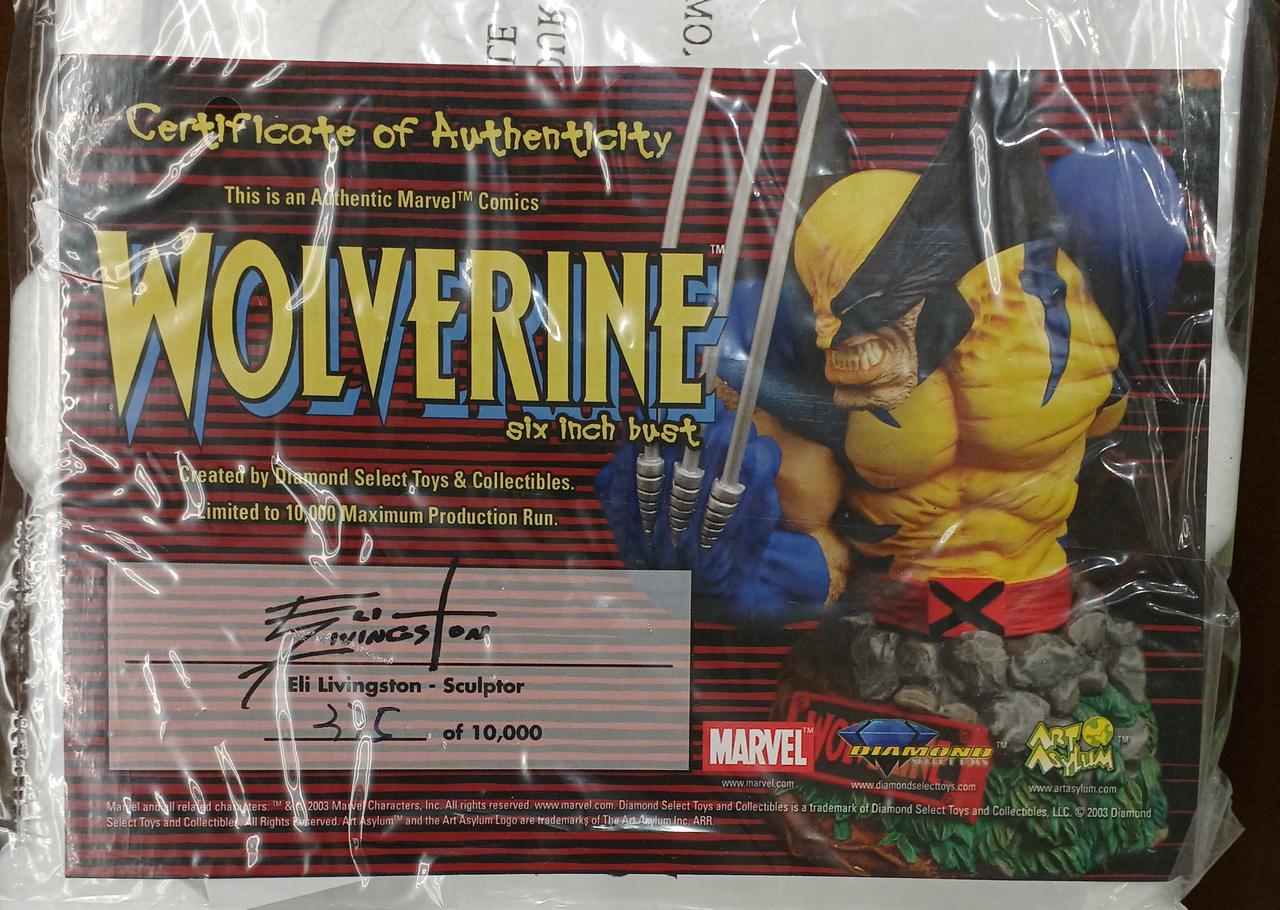 Certificate of Authenticity
This is an Authentic Marvel™ Comics
WOLVERINE™
six inch bust
Created by Diamond Select Toys & Collectibles.
Limited to 10,000 Maximum Production Run.
ELI LIVINGSTON
Eli Livingston - Sculptor
of 10,000
MARVEL™
www.marvel.com
DIAMOND™
SELECT TOYS
www.diamondselecttoys.com
ART ASYLUM™
www.artasylum.com
Marvel and all related characters: ™ & © 2003 Marvel Characters, Inc. All rights reserved. www.marvel.com. Diamond Select Toys and Collectibles is a trademark of Diamond Select Toys and Collectibles, LLC. © 2003 Diamond
Select Toys and Collectibles. All Rights Reserved. Art Asylum™ and the Art Asylum Logo are trademarks of The Art Asylum Inc. ARR.